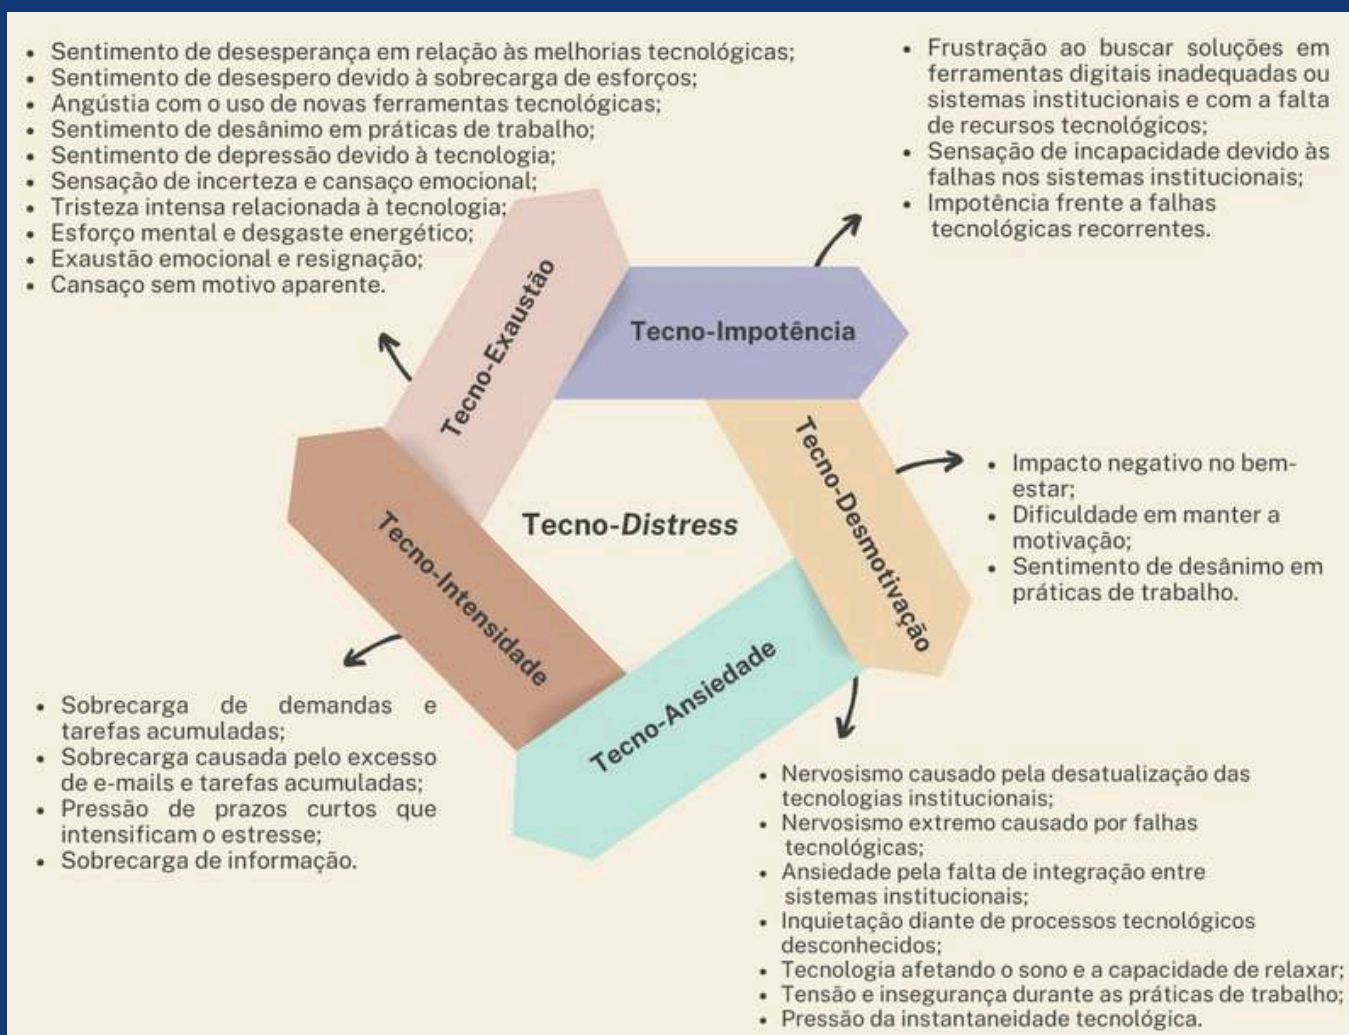 • Sentimento de desesperança em relação às melhorias tecnológicas;
• Sentimento de desespero devido à sobrecarga de esforços;
• Angústia com o uso de novas ferramentas tecnológicas;
• Sentimento de desânimo em práticas de trabalho;
• Sentimento de depressão devido à tecnologia;
• Sensação de incerteza e cansaço emocional;
• Tristeza intensa relacionada à tecnologia;
• Esforço mental e desgaste energético;
• Exaustão emocional e resignação;
• Cansaço sem motivo aparente.
• Frustração ao buscar soluções em
ferramentas digitais inadequadas ou
sistemas institucionais e com a falta
de recursos tecnológicos;
• Sensação de incapacidade devido às
falhas nos sistemas institucionais;
• Impotência frente a falhas
tecnológicas recorrentes.
Tecno-Exaustão
Tecno-Impotência
Tecno-Desmotivação
• Impacto negativo no bem-
estar;
• Dificuldade em manter a
motivação;
• Sentimento de desânimo em
práticas de trabalho.
Tecno-Distress
Tecno-Intensidade
Tecno-Ansiedade
• Sobrecarga de demandas e
tarefas acumuladas;
• Sobrecarga causada pelo excesso
de e-mails e tarefas acumuladas;
• Pressão de prazos curtos que
intensificam o estresse;
• Sobrecarga de informação.
• Nervosismo causado pela desatualização das
tecnologias institucionais;
• Nervosismo extremo causado por falhas
tecnológicas;
• Ansiedade pela falta de integração entre
sistemas institucionais;
• Inquietação diante de processos tecnológicos
desconhecidos;
• Tecnologia afetando o sono e a capacidade de relaxar;
• Tensão e insegurança durante as práticas de trabalho;
• Pressão da instantaneidade tecnológica.